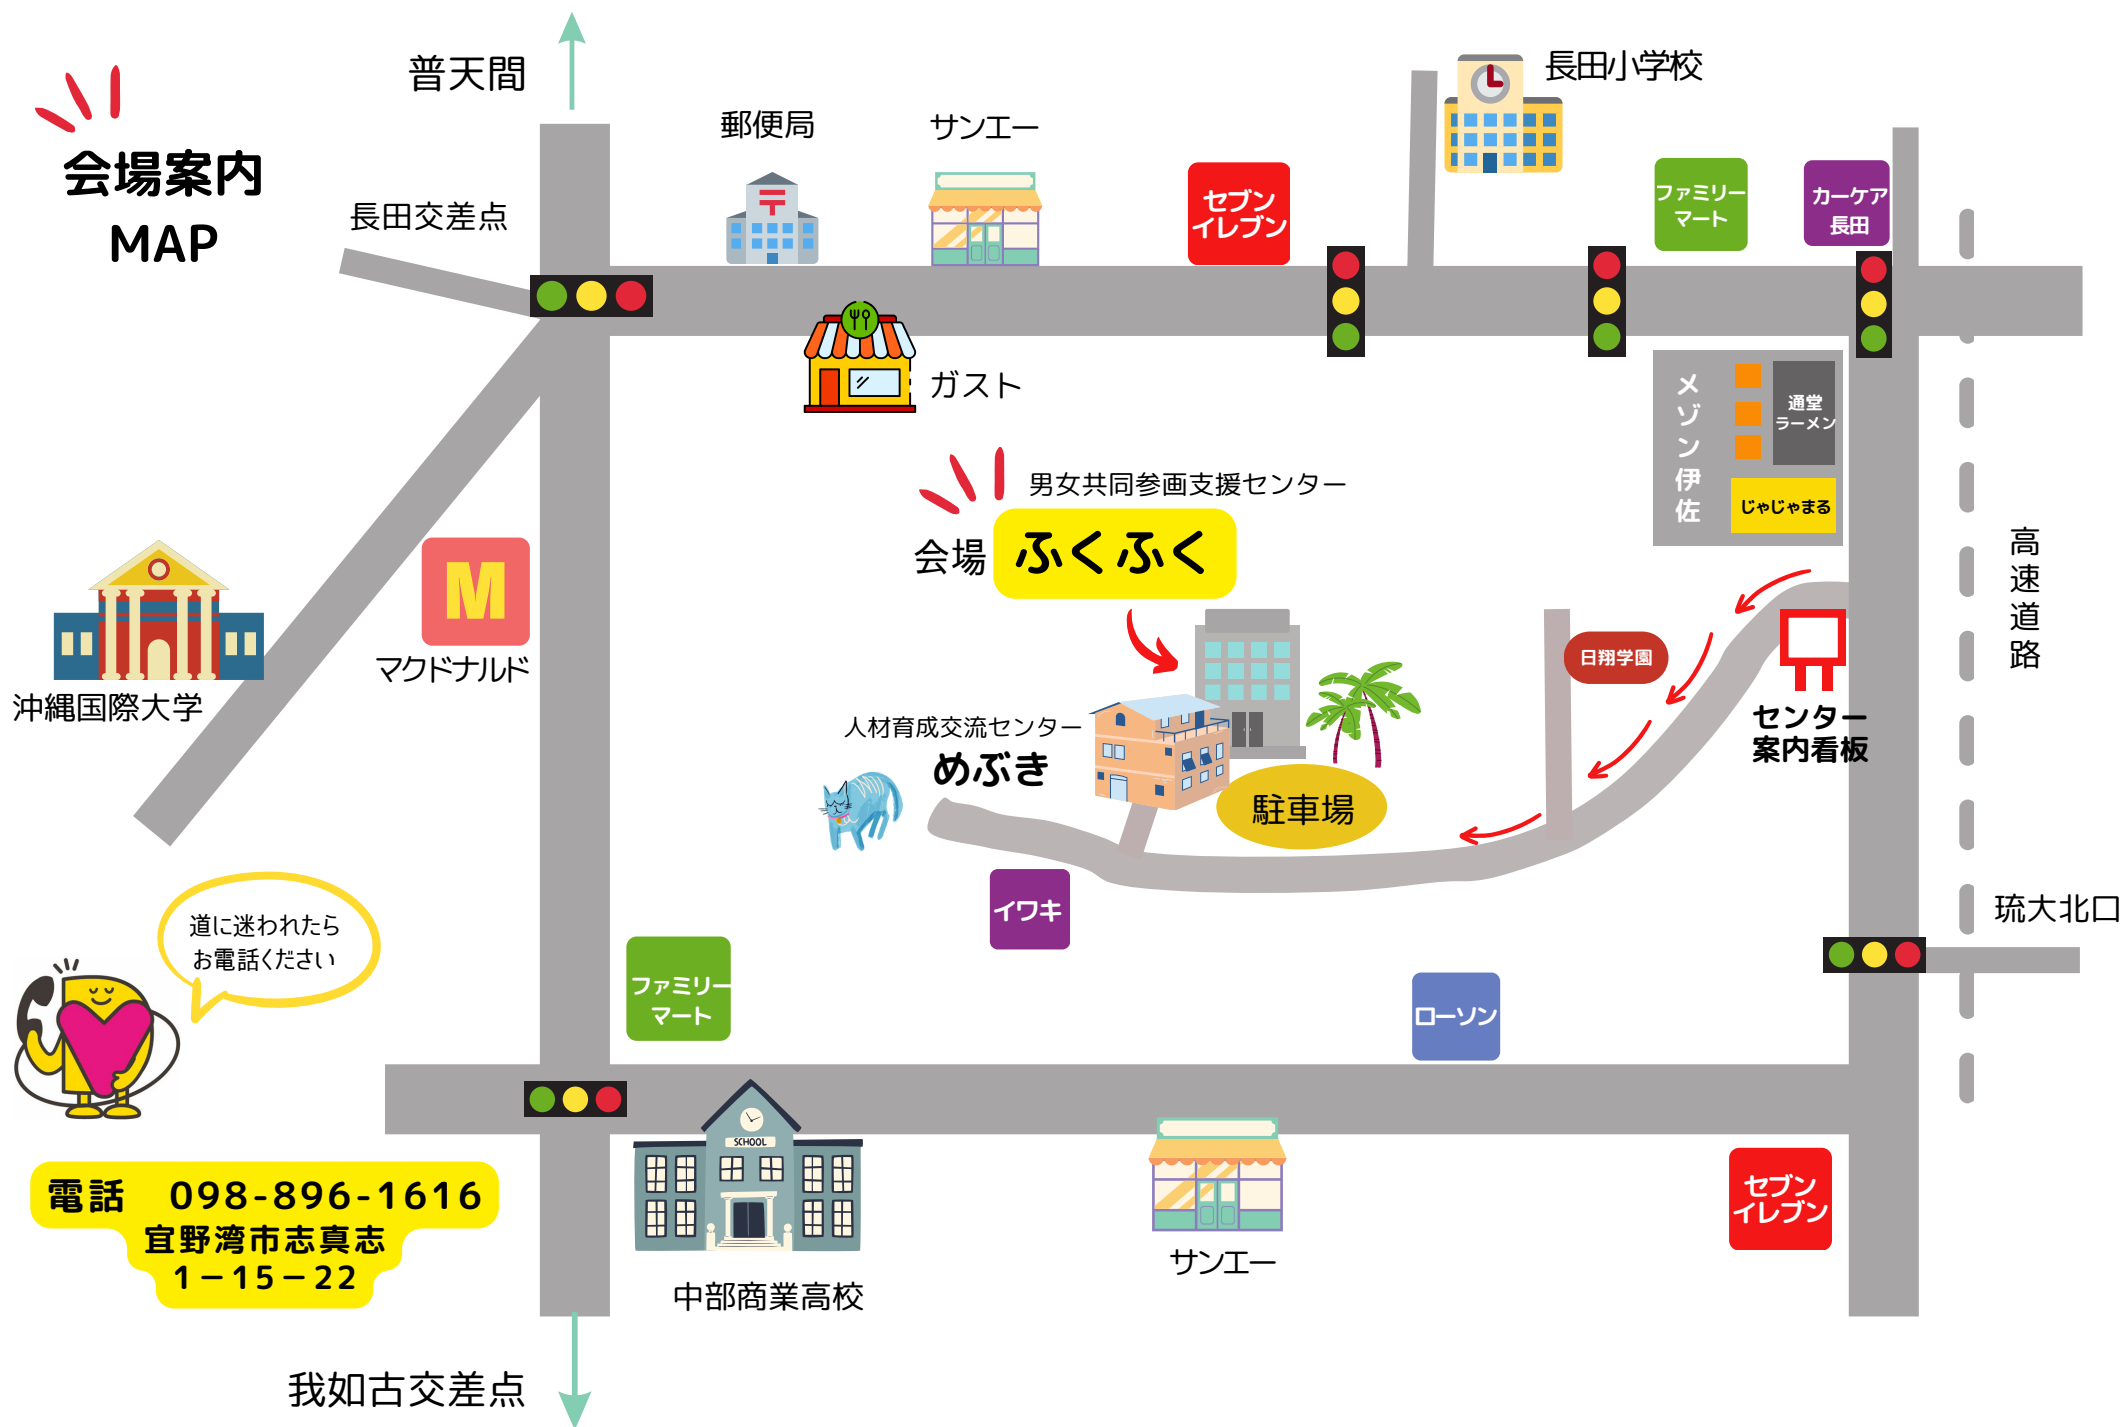 会場案内
MAP
普天間
長田交差点
郵便局
サンエー
セブン
イレブン
長田小学校
ファミリー
マート
カーケア
長田
ガスト
メゾン伊佐
通堂
ラーメン
じゃじゃまる
男女共同参画支援センター
会場 ふくふく
高速道路
M
マクドナルド
沖縄国際大学
日翔学園
センター
案内看板
人材育成交流センター
めぶき
駐車場
イワキ
琉大北口
道に迷われたら
お電話ください
ファミリー
マート
ローソン
SCHOOL
中部商業高校
サンエー
セブン
イレブン
電話 098-896-1616
宜野湾市志真志
1－15－22
我如古交差点